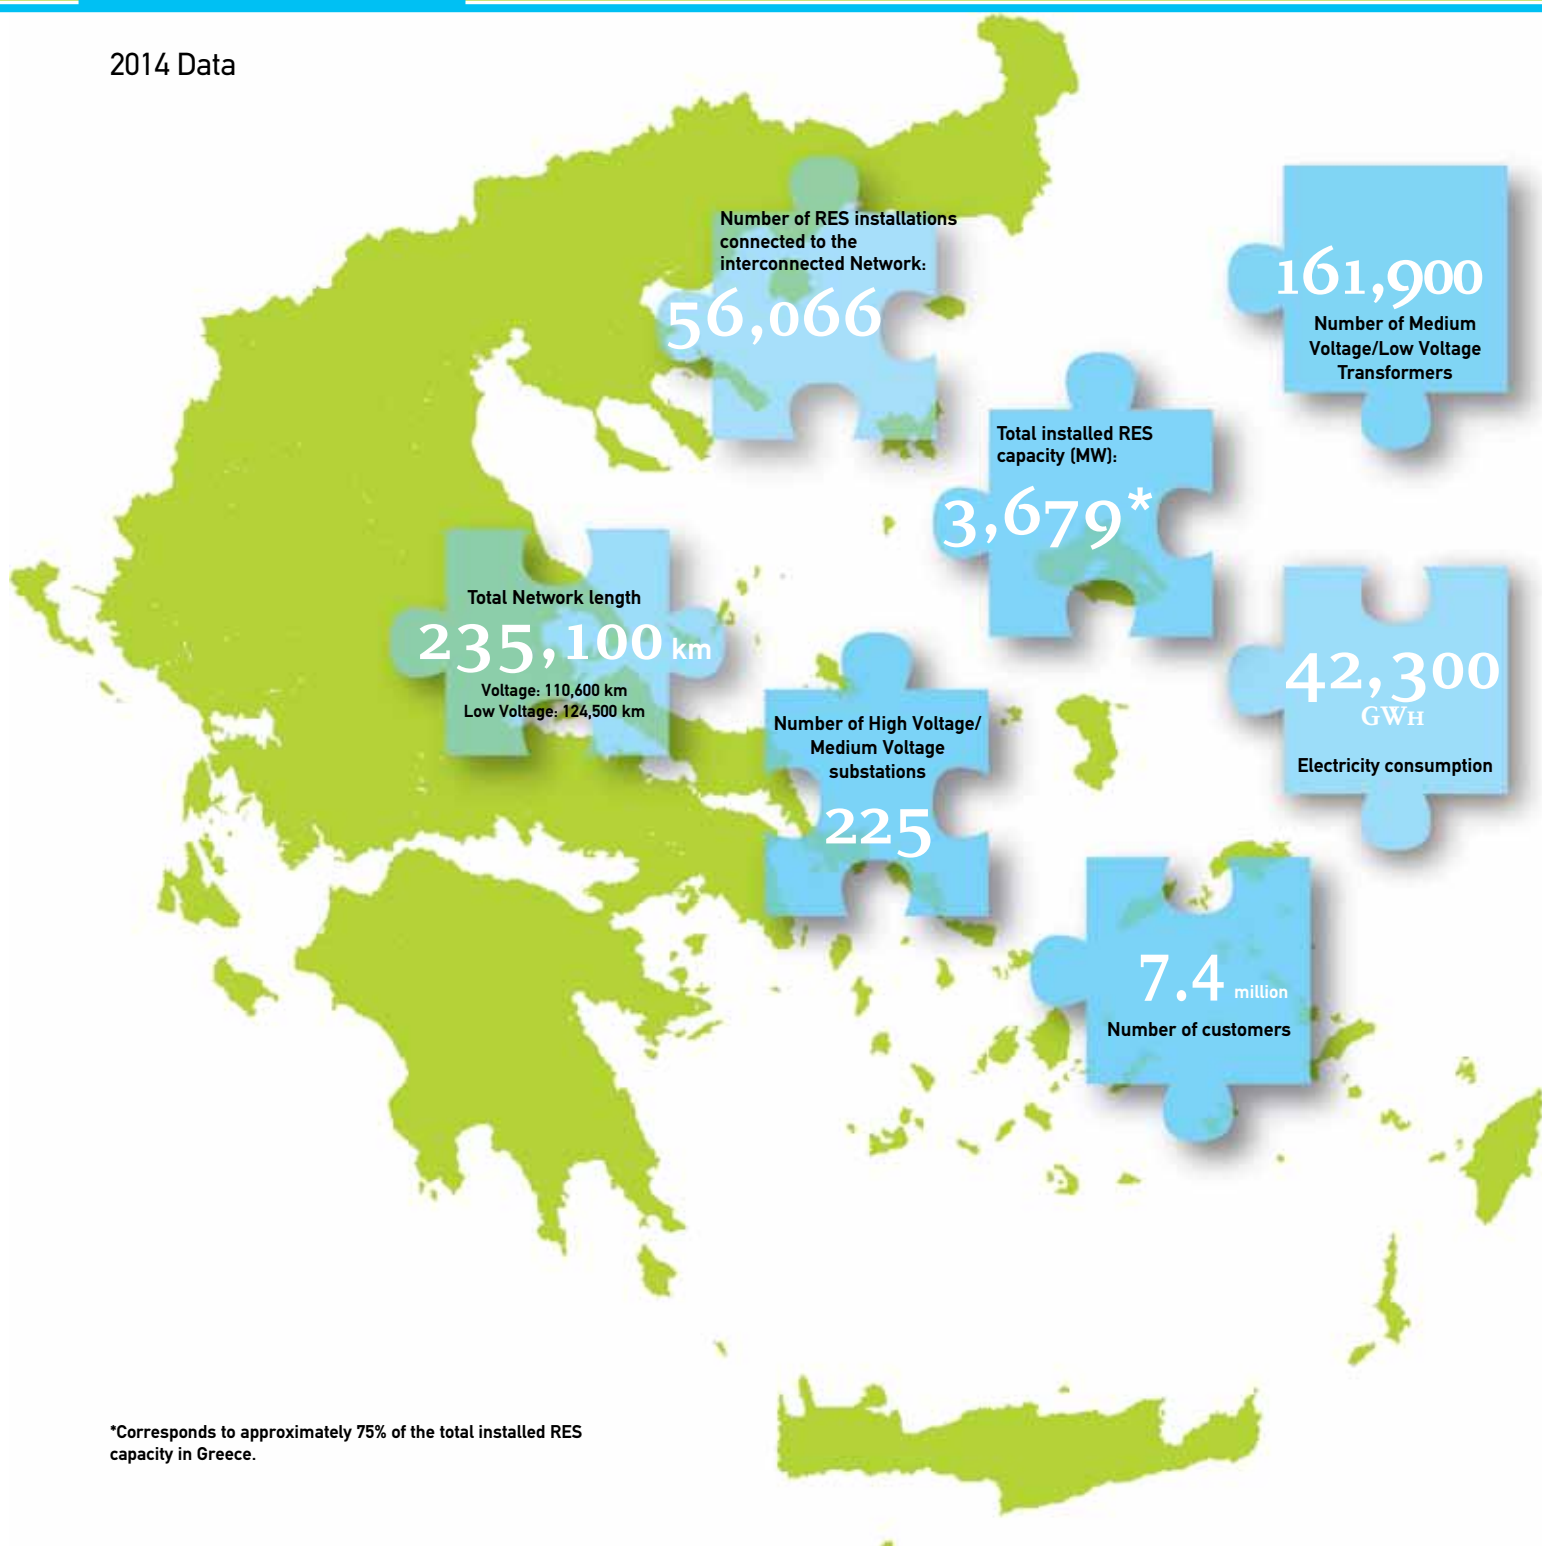 2014 Data
Number of RES installations
connected to the
interconnected Network:
56,066
161,900
Number of Medium
Voltage/Low Voltage
Transformers
Total installed RES
capacity (MW):
3,679*
Total Network length
235,100 km
Voltage: 110,600 km
Low Voltage: 124,500 km
42,300
GWH
Electricity consumption
Number of High Voltage/
Medium Voltage
substations
225
7.4 million
Number of customers
*Corresponds to approximately 75% of the total installed RES
capacity in Greece.